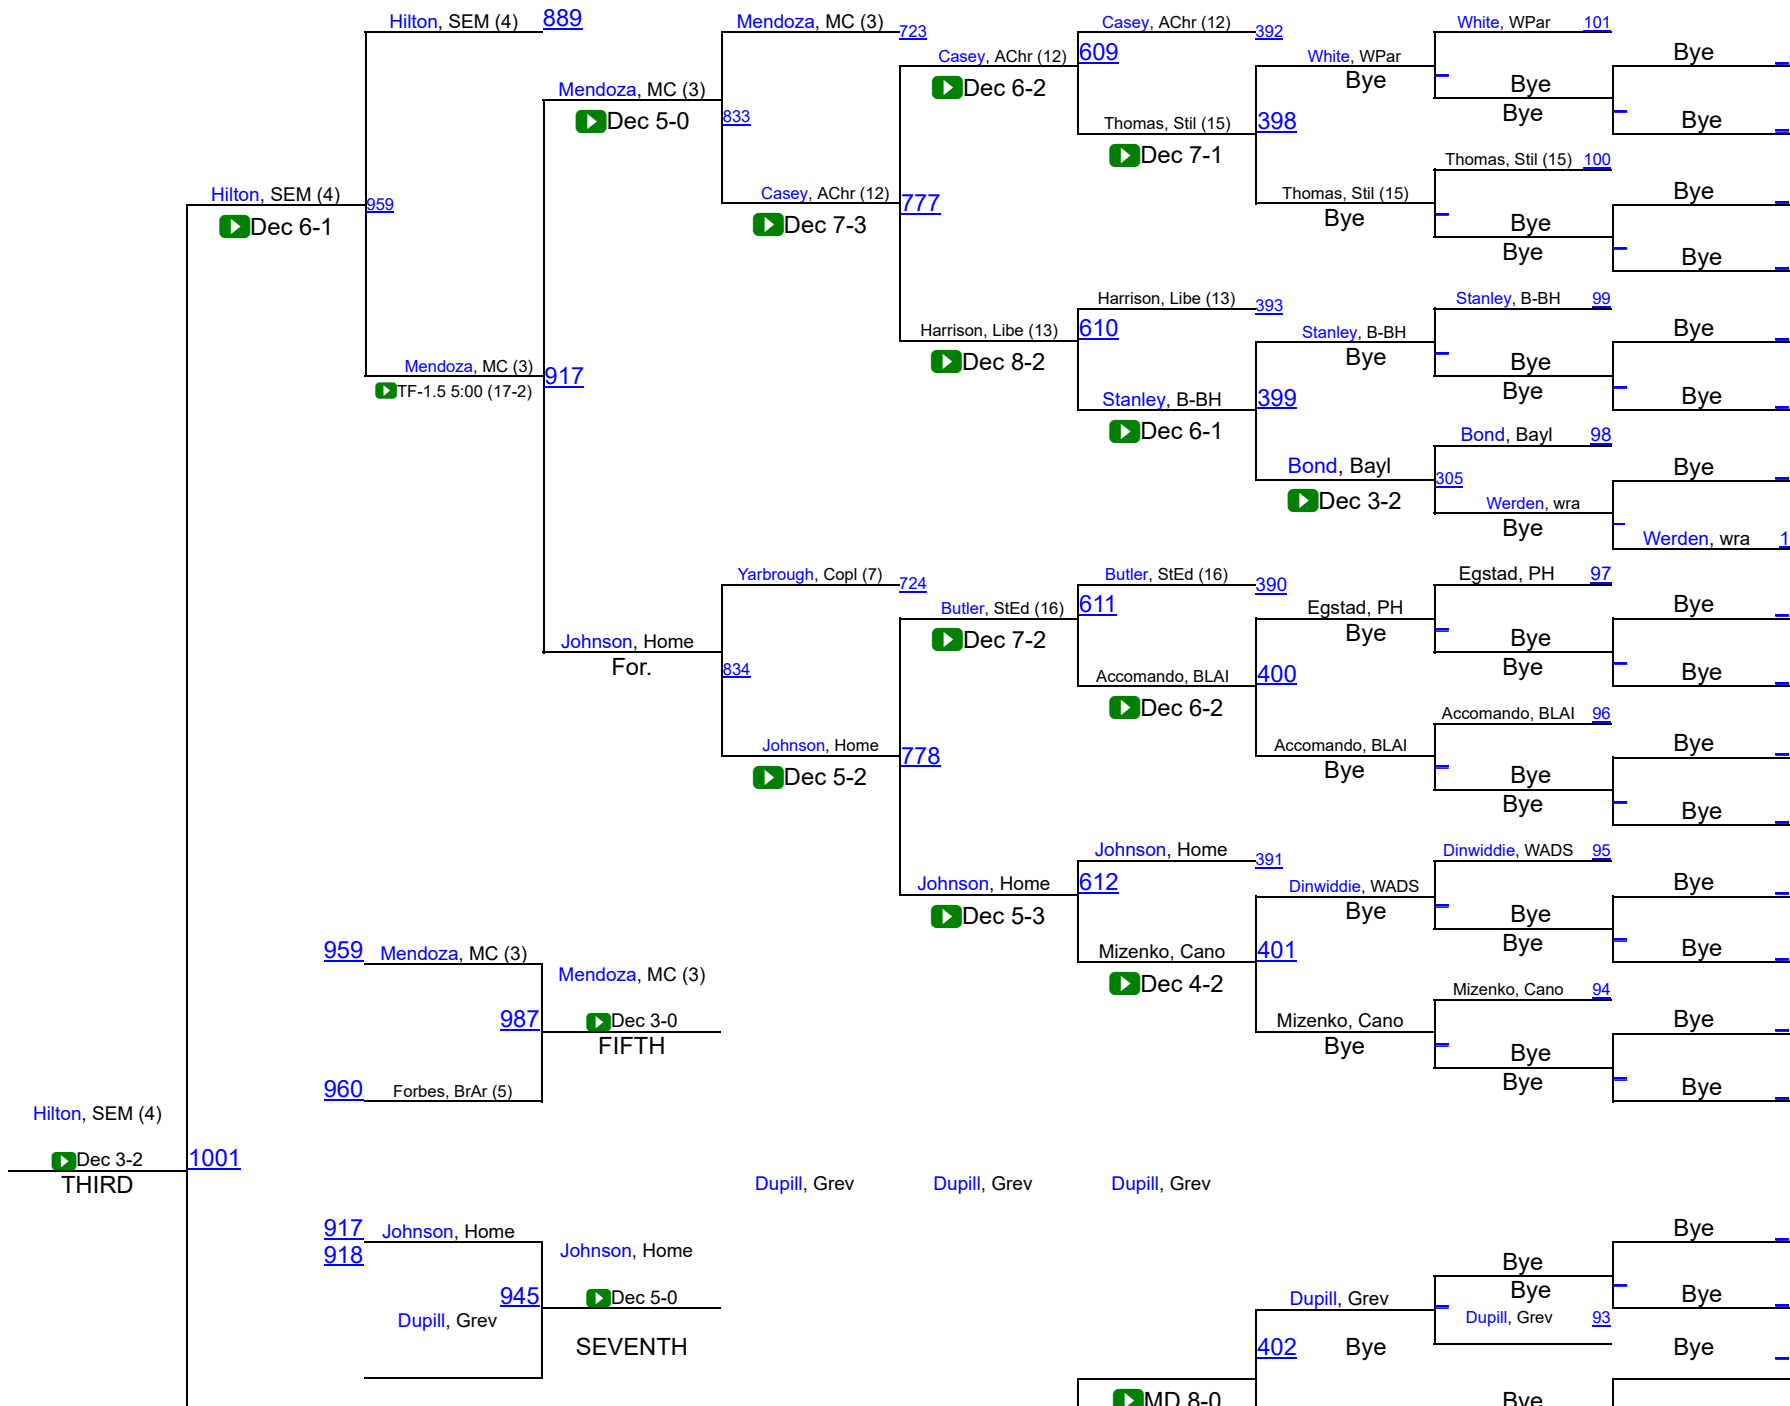 Hilton, SEM (4) 889 Mendoza, MC (3) 723 Casey, AChr (12) 392 White, WPar 101
Bye
Casey, AChr (12) 609 White, WPar
Dec 6-2 Bye Bye
Mendoza, MC (3) Bye
Dec 5-0 833 Thomas, Stil (15) 398 Bye
Dec 7-1
Thomas, Stil (15) 100
Hilton, SEM (4) 959 Casey, AChr (12) 777 Thomas, Stil (15) Bye
Dec 6-1 Dec 7-3 Bye Bye
Bye Bye
Harrison, Libe (13) 393 Stanley, B-BH 99
Harrison, Libe (13) 610 Stanley, B-BH Bye
Dec 8-2 Bye Bye
Mendoza, MC (3) 917
TF-1.5 5:00 (17-2) Stanley, B-BH 399 Bye Bye
Dec 6-1 Bond, Bayl 98
Bond, Bayl 305 Bye
Dec 3-2 Werden, wra
Bye
Werden, wra 1
Yarbrough, Copl (7) 724 Butler, StEd (16) 390 Egstad, PH 97
Butler, StEd (16) 611 Egstad, PH Bye
Dec 7-2 Bye Bye
Johnson, Home
For. 834 Accomando, BLAI 400 Bye Bye
Dec 6-2 Accomando, BLAI 96
Johnson, Home 778 Accomando, BLAI Bye
Dec 5-2 Bye Bye
Bye Bye
Johnson, Home 391 Dinwiddie, WADS 95
Johnson, Home 612 Dinwiddie, WADS Bye
Dec 5-3 Bye Bye
959 Mendoza, MC (3) Mizenko, Cano 401 Bye Bye
Mendoza, MC (3) Dec 4-2 Mizenko, Cano 94
987 Dec 3-0 Mizenko, Cano Bye
FIFTH Bye Bye
960 Forbes, BrAr (5) Bye Bye
Hilton, SEM (4)
Dec 3-2 1001
THIRD Dupill, Grev Dupill, Grev Dupill, Grev
917 Johnson, Home Bye
918 Johnson, Home Bye
945 Dec 5-0 Dupill, Grev Bye Bye
Dupill, Grev Dupill, Grev 93
SEVENTH 402 Bye Bye
MD 8-0 Bye